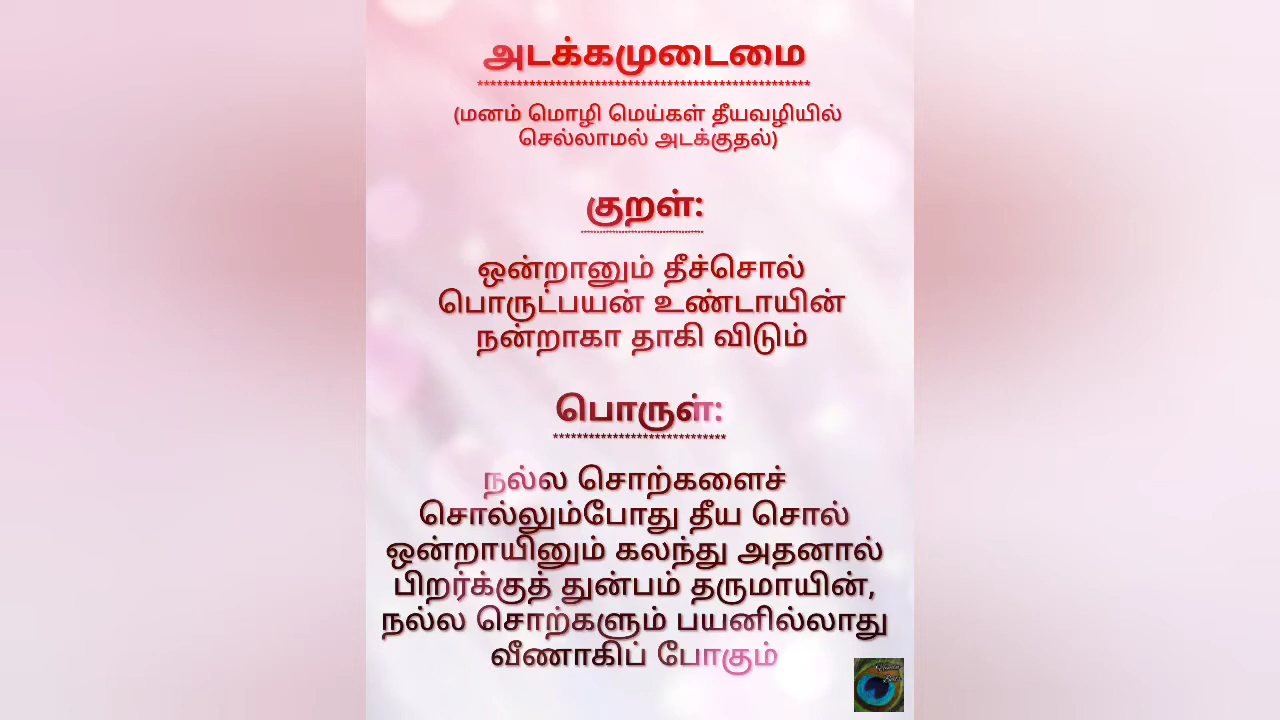 அடக்கமுடைமை
***************************************************
(மனம் மொழி மெய்கள் தீயவழியில்
செல்லாமல் அடக்குதல்)
குறள்:
ஒன்றானும் தீச்சொல்
பொருட்பயன் உண்டாயின்
நன்றாகா தாகி விடும்
பொருள்:
*****************************
நல்ல சொற்களைச்
சொல்லும்போது தீய சொல்
ஒன்றாயினும் கலந்து அதனால்
பிறர்க்குத் துன்பம் தருமாயின்,
நல்ல சொற்களும் பயனில்லாது
வீணாகிப் போகும்